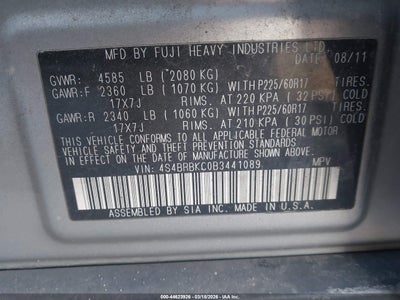 MFD BY FUJI HEAVY INDUSTRIES LTD.
DATE 08/11
GVWR: 4585 LB (2080 KG)
GAWR:F 2360 LB (1070 KG) WITH P225/60R17 TIRES.
17X7J RIMS. AT 220 KPA (32 PSI) COLD
GAWR:R 2340 LB (1060 KG) WITH P225/60R17 TIRES.
17X7J RIMS. AT 210 KPA (30 PSI) COLD
THIS VEHICLE CONFORMS TO ALL APPLICABLE FEDERAL MOTOR
VEHICLE SAFETY AND THEFT PREVENTION STANDARDS
IN EFFECT ON THE DATE OF MANUFACTURE SHOWN ABOVE.
VIN: 4S4BRBKC0B3441089 MPV
ASSEMBLED BY SIA INC. MADE IN U.S.A.
000-44623926 - 03/18/2026 - IAAI.COM